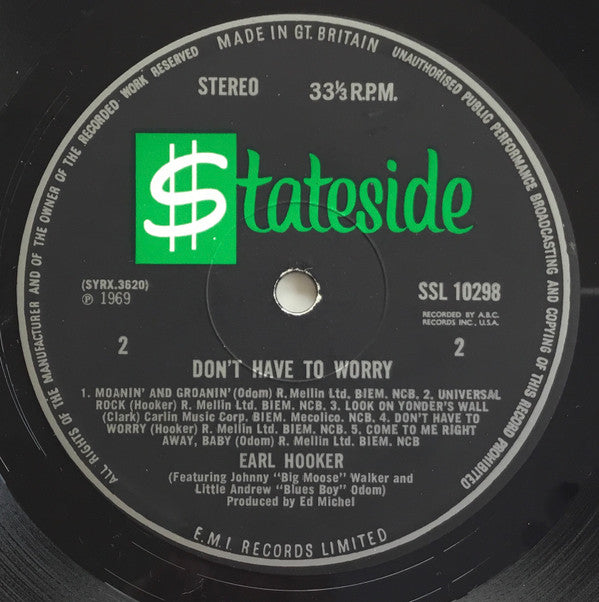 MADE IN GT. BRITAIN
UNAUTHORISED PUBLIC PERFORMANCE BROADCASTING AND COPYING OF THIS RECORD PROHIBITED
E.M.I. RECORDS LIMITED
ALL RIGHTS OF THE MANUFACTURER AND OF THE OWNER OF THE RECORDED WORK RESERVED
STEREO 33⅓ R.P.M.
$tateside
(SYRX.3620)
℗ 1969
SSL 10298
RECORDED BY A.B.C.
RECORDS INC., U.S.A.
2 2
DON'T HAVE TO WORRY
1. MOANIN' AND GROANIN' (Odom) R. Mellin Ltd. BIEM. NCB. 2. UNIVERSAL
ROCK (Hooker) R. Mellin Ltd. BIEM. NCB. 3. LOOK ON YONDER'S WALL
(Clark) Carlin Music Corp. BIEM. Mecolico. 4. DON'T HAVE TO
WORRY (Hooker) R. Mellin Ltd. BIEM. NCB. 5. COME TO ME RIGHT
AWAY, BABY (Odom) R. Mellin Ltd. BIEM. NCB
EARL HOOKER
(Featuring Johnny "Big Moose" Walker and
Little Andrew "Blues Boy" Odom)
Produced by Ed Michel